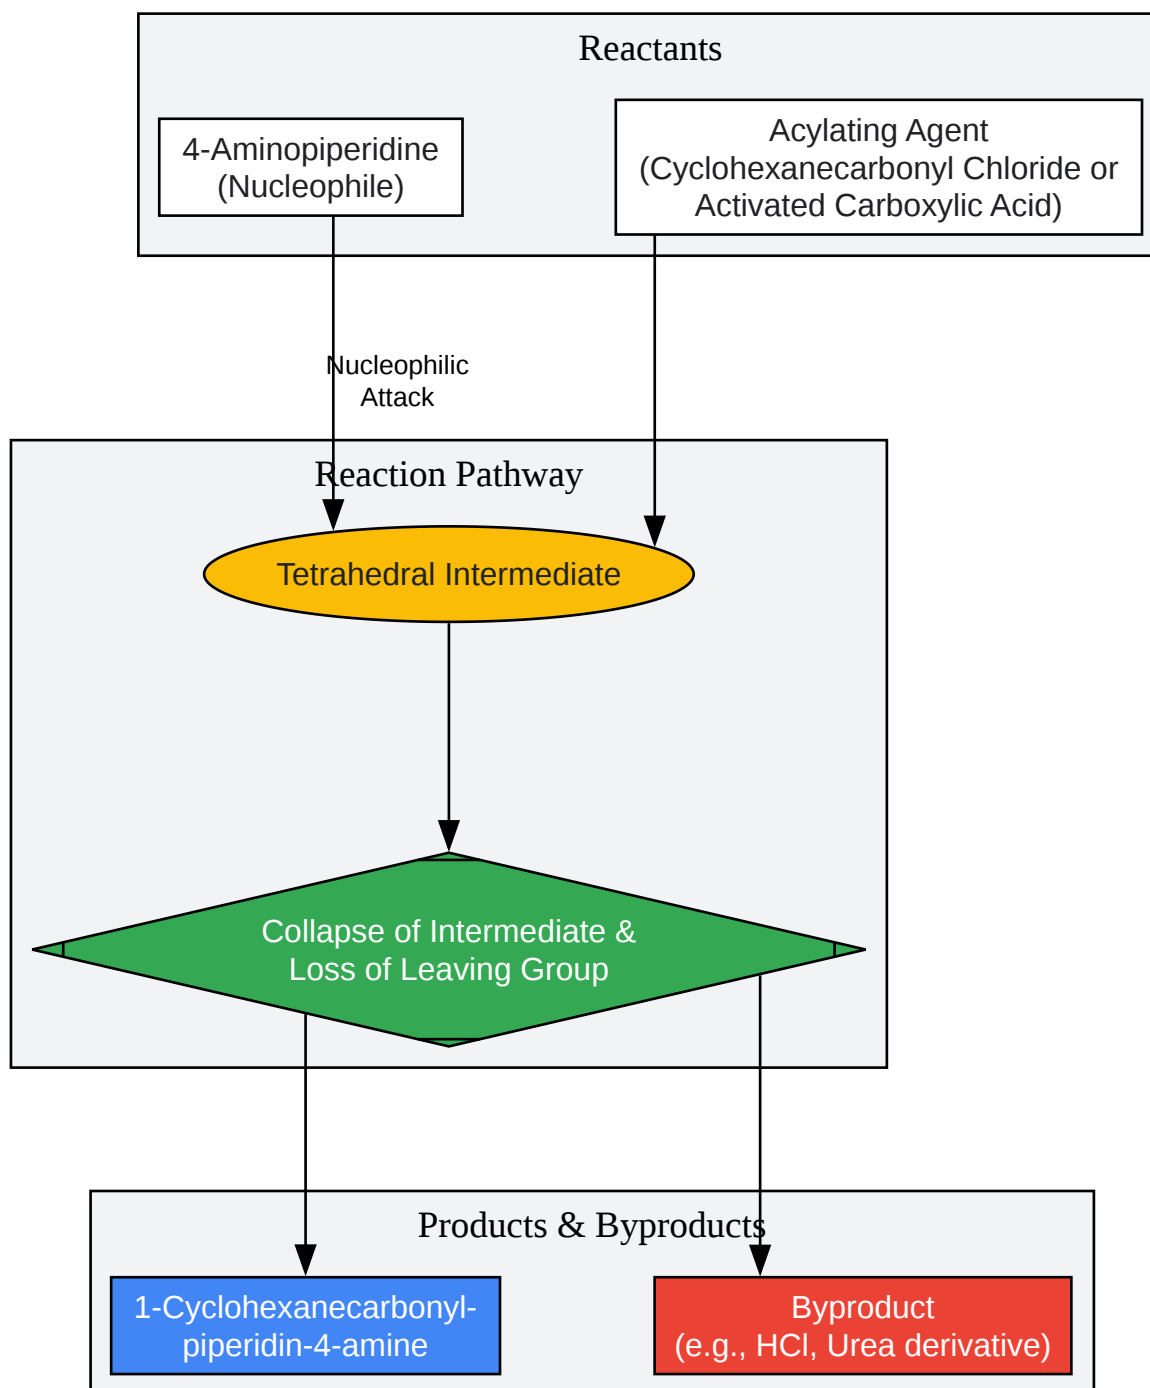 Reactants
4-Aminopiperidine
(Nucleophile)
Acylating Agent
(Cyclohexanecarbonyl Chloride or
Activated Carboxylic Acid)
Nucleophilic
Attack
Reaction Pathway
Tetrahedral Intermediate
Collapse of Intermediate &
Loss of Leaving Group
Products & Byproducts
1-Cyclohexanecarbonyl-
piperidin-4-amine
Byproduct
(e.g., HCl, Urea derivative)